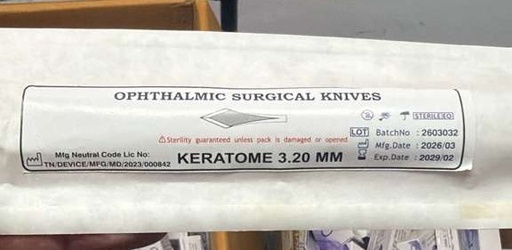 OPHTHALMIC SURGICAL KNIVES
STERILE EO
⚠Sterility guaranteed unless pack is damaged or opened
LOT BatchNo : 2603032
Mfg.Date : 2026/03
Exp.Date : 2029/02
Mfg Neutral Code Lic No:
TN/DEVICE/MFG/MD/2023/000842
KERATOME 3.20 MM